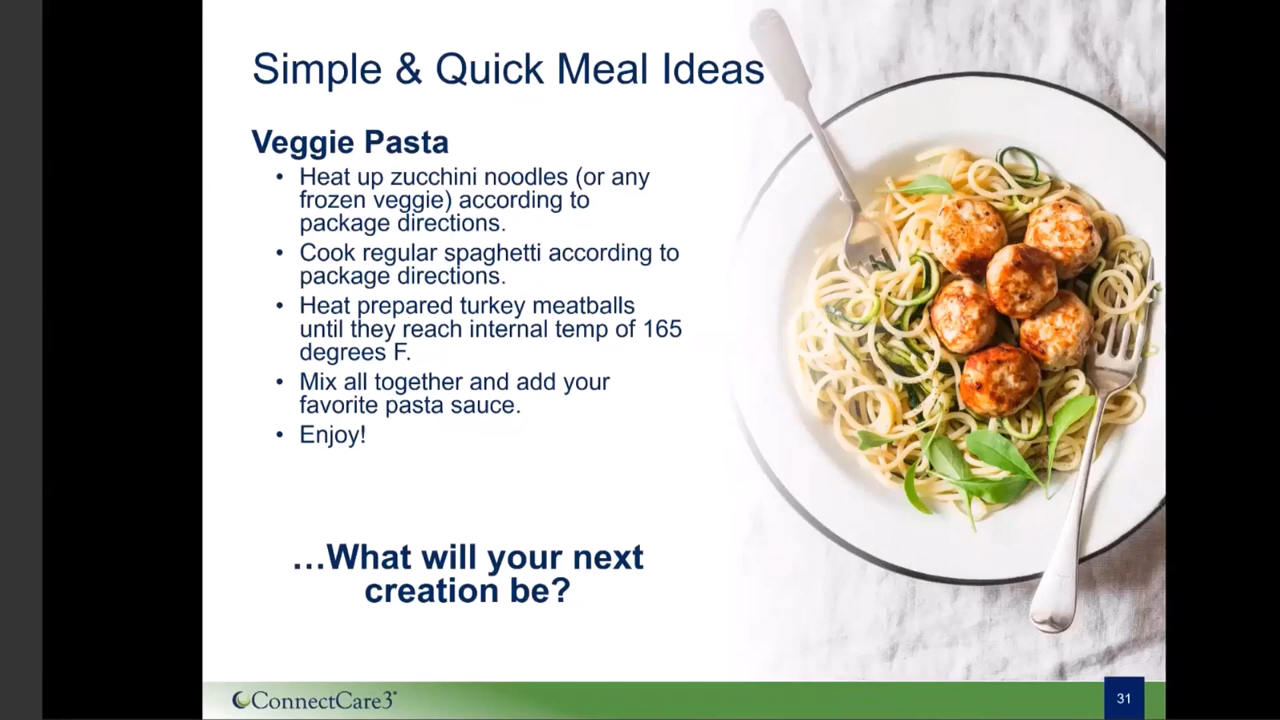 Simple & Quick Meal Ideas
Veggie Pasta
• Heat up zucchini noodles (or any
frozen veggie) according to
package directions.
• Cook regular spaghetti according to
package directions.
• Heat prepared turkey meatballs
until they reach internal temp of 165
degrees F.
• Mix all together and add your
favorite pasta sauce.
• Enjoy!
…What will your next
creation be?
ConnectCare3
31